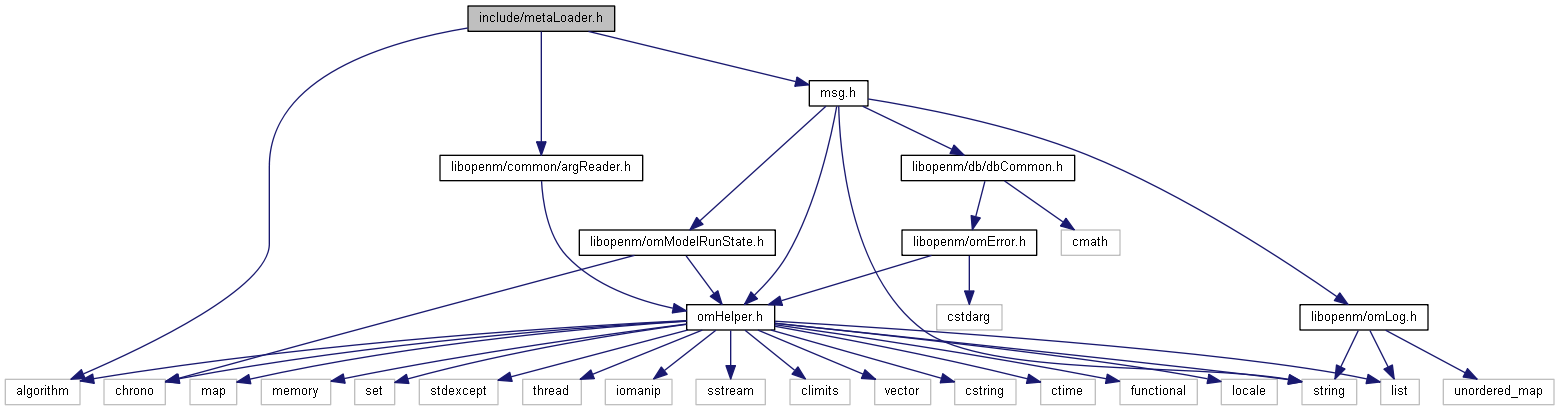 include/metaLoader.h
msg.h
libopenm/common/argReader.h
libopenm/db/dbCommon.h
libopenm/omModelRunState.h
libopenm/omError.h
cmath
omHelper.h
cstdarg
libopenm/omLog.h
algorithm
chrono
map
memory
set
stdexcept
thread
iomanip
sstream
climits
vector
cstring
ctime
functional
locale
string
list
unordered_map